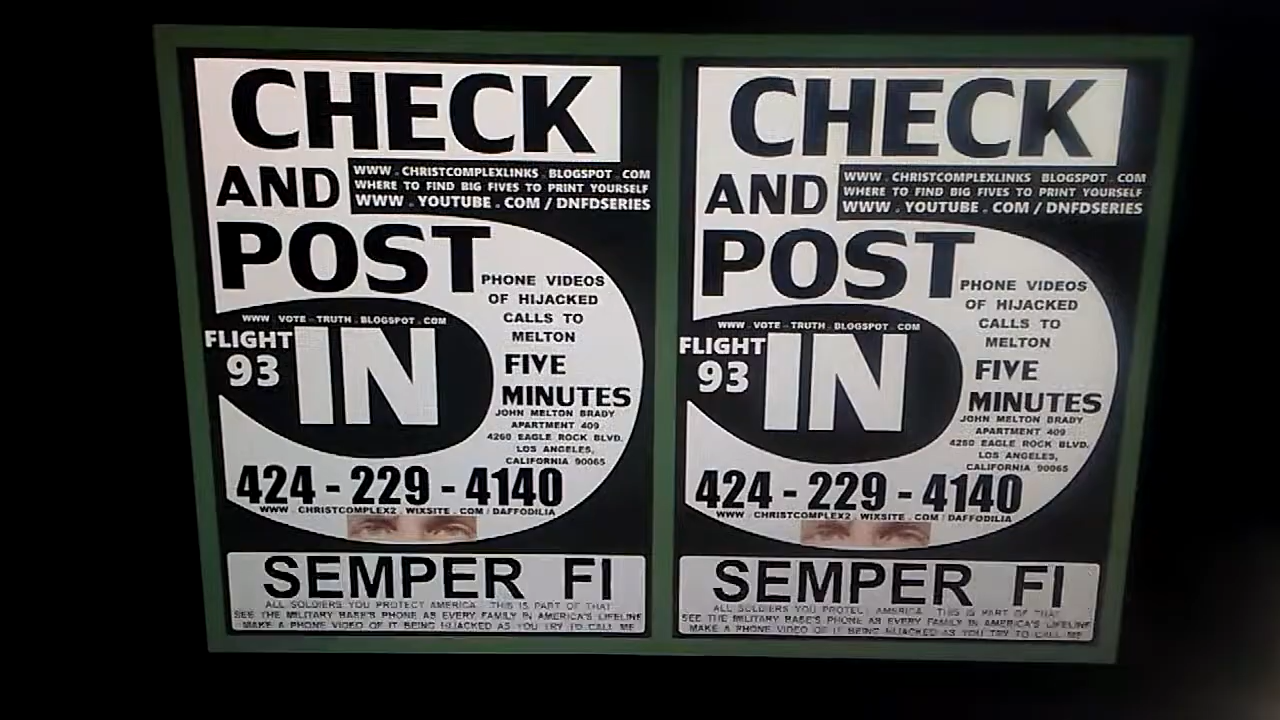 CHECK
AND
WWW . CHRISTCOMPLEXLINKS . BLOGSPOT . COM
WHERE TO FIND BIG FIVES TO PRINT YOURSELF
WWW . YOUTUBE . COM / DNFDSERIES
POST
PHONE VIDEOS
OF HIJACKED
CALLS TO
MELTON
WWW . VOTE - TRUTH . BLOGSPOT . COM
FLIGHT
93
IN
FIVE
MINUTES
JOHN MELTON BRADY
APARTMENT 409
4260 EAGLE ROCK BLVD.
LOS ANGELES,
CALIFORNIA 90065
424 - 229 - 4140
WWW . CHRISTCOMPLEX2 . WIXSITE . COM / DAFFODILIA
SEMPER FI
ALL SOLDIERS YOU PROTECT AMERICA THIS IS PART OF THAT
SEE THE MILITARY BASE'S PHONE AS EVERY FAMILY IN AMERICA'S LIFELINE
MAKE A PHONE VIDEO OF IT BEING HIJACKED AS YOU TRY TO CALL ME
CHECK
AND
WWW . CHRISTCOMPLEXLINKS . BLOGSPOT . COM
WHERE TO FIND BIG FIVES TO PRINT YOURSELF
WWW . YOUTUBE . COM / DNFDSERIES
POST
PHONE VIDEOS
OF HIJACKED
CALLS TO
MELTON
WWW . VOTE - TRUTH . BLOGSPOT . COM
FLIGHT
93
IN
FIVE
MINUTES
JOHN MELTON BRADY
APARTMENT 409
4260 EAGLE ROCK BLVD.
LOS ANGELES,
CALIFORNIA 90065
424 - 229 - 4140
WWW . CHRISTCOMPLEX2 . WIXSITE . COM / DAFFODILIA
SEMPER FI
ALL SOLDIERS YOU PROTECT AMERICA THIS IS PART OF THAT
SEE THE MILITARY BASE'S PHONE AS EVERY FAMILY IN AMERICA'S LIFELINE
MAKE A PHONE VIDEO OF IT BEING HIJACKED AS YOU TRY TO CALL ME